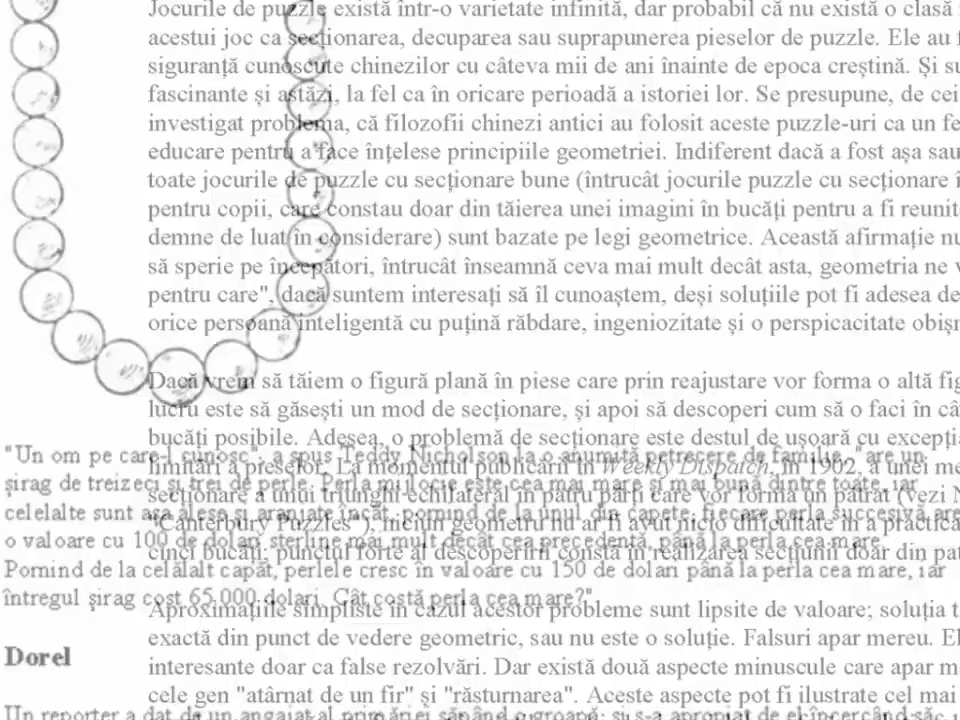 Jocurile de puzzle există într-o varietate infinită, dar probabil că nu există o clasă
acestui joc ca secționarea, decuparea sau suprapunerea pieselor de puzzle. Ele au
siguranță cunoscute chinezilor cu câteva mii de ani înainte de epoca creștină. Și
fascinante și astăzi, la fel ca în oricare perioadă a istoriei lor. Se presupune, de cei
investigat problema, că filozofii chinezi antici au folosit aceste puzzle-uri ca un
educare pentru a face înțelese principiile geometriei. Indiferent dacă a fost așa sau
toate jocurile de puzzle cu secționare bune (întrucât jocurile puzzle cu secționare
pentru copii, care constau doar din tăierea unei imagini în bucăți pentru a fi
demne de luat în considerare) sunt bazate pe legi geometrice. Această afirmație
să sperie pe începători, întrucât înseamnă ceva mai mult decât asta, geometria ne
pentru care", dacă suntem interesați să îl cunoaștem, deși soluțiile pot fi adesea
orice persoană inteligentă cu puțină răbdare, ingeniozitate și o perspicacitate
Dacă vrem să tăiem o figură plană în piese care prin reajustare vor forma o altă
lucru este să găsești un mod de secționare, și apoi să descoperi cum să o faci în
bucăți posibile. Adesea, o problemă de secționare este destul de ușoară cu
"Un om pe care-l cunosc", a spus Teddy Nicholson la o anumită petrecere de familie, "are un
limitări a pieselor. La momentul publicării în Weekly Dispatch, în 1902, a unei
șirag de treizeci și trei de perle. Perla mijlocie este cea mai mare și mai bună dintre toate, iar
secționare a unui triunghi echilateral în patru părți care vor forma un pătrat (vezi
celelalte sunt așa alese și aranjate încât, pornind de la unul din capete, fiecare perla succesivă are
"Canterbury Puzzles"), niciun geometru nu ar fi avut nicio dificultate în a
o valoare cu 100 de dolari sterline mai mult decât cea precedentă, până la perla cea mare.
cinci bucăți; punctul forte al descoperirii constă în realizarea secțiunii doar din
Pornind de la celălalt capăt, perlele cresc în valoare cu 150 de dolari până la perla cea mare, iar
întregul șirag cost 65.000 dolari. Cât costă perla cea mare?"
Aproximațiile simpliste în cazul acestor probleme sunt lipsite de valoare; soluția
exactă din punct de vedere geometric, sau nu este o soluție. Falsuri apar mereu.
Dorel
interesante doar ca false rezolvări. Dar există două aspecte minuscule care apar
cele gen "atârnat de un fir" și "răsturnarea". Aceste aspecte pot fi ilustrate cel mai
Un reporter a dat de un angajat al primăriei săpând o groapă; și s-a apropiat de el încercând